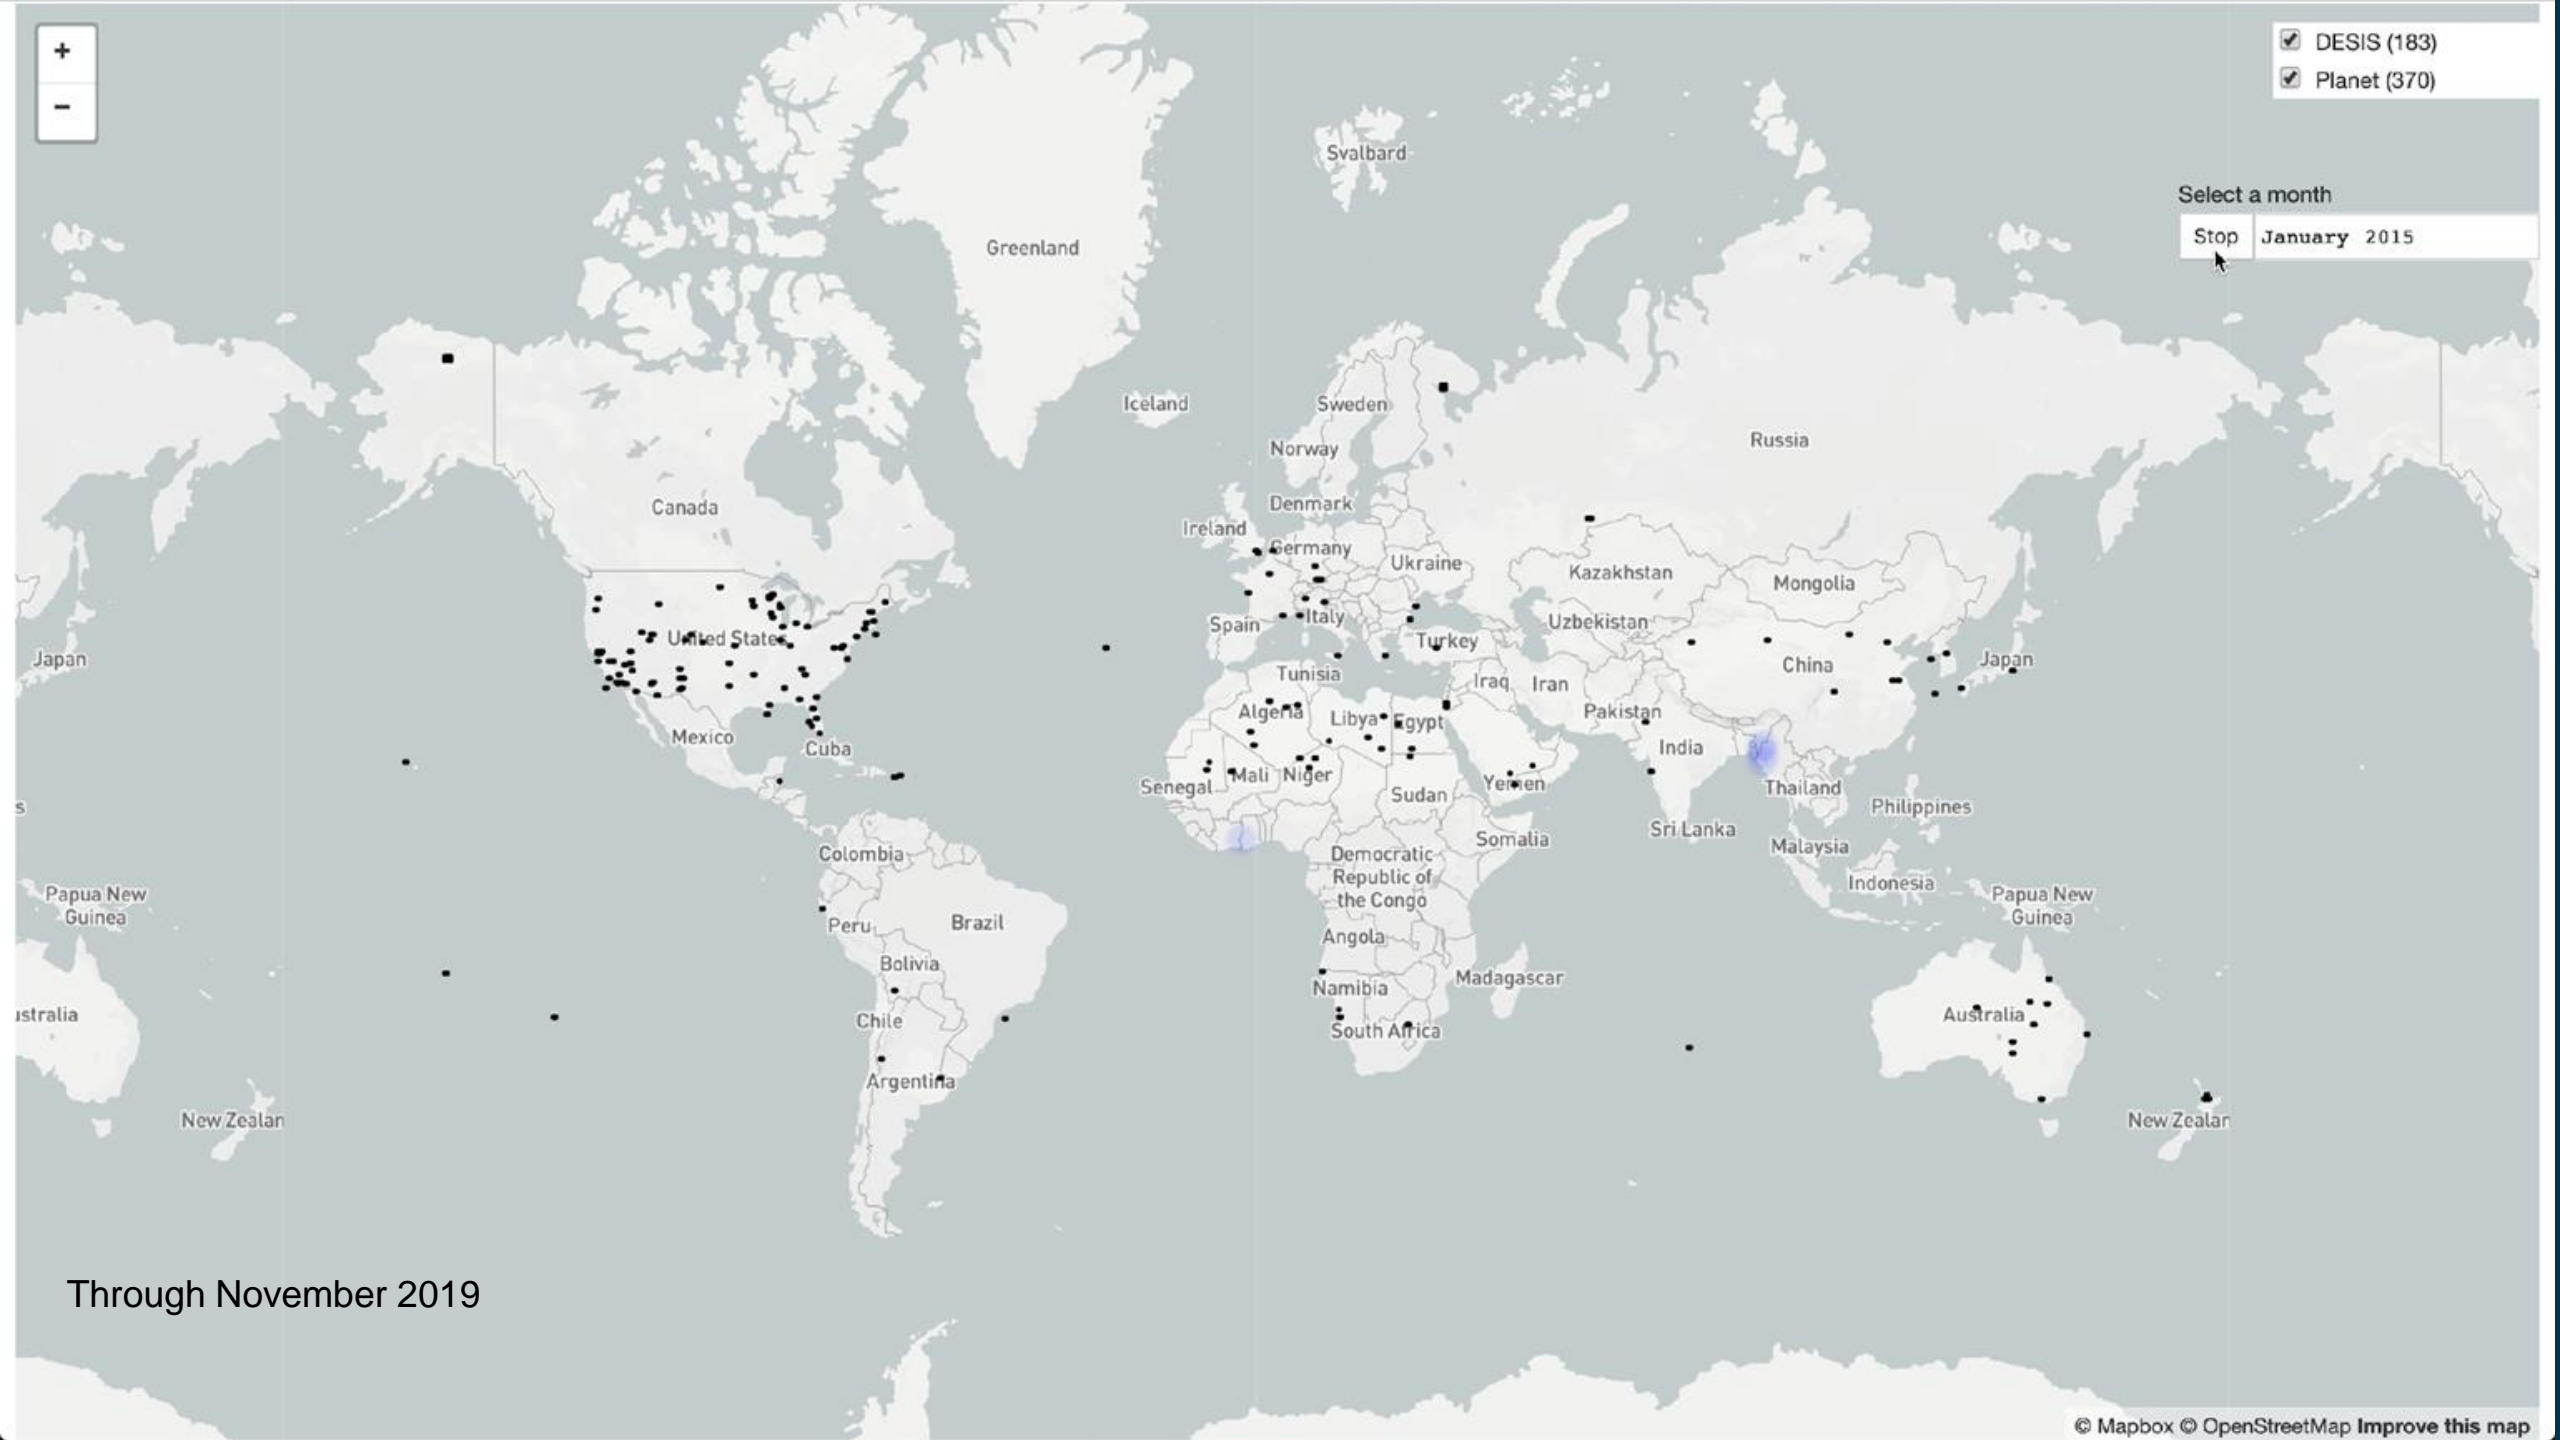 +
−
DESIS (183)
Planet (370)
Svalbard
Select a month
Stop
January 2015
Greenland
Iceland
Sweden
Russia
Norway
Canada
Denmark
Ireland
Germany
Ukraine
Kazakhstan
Mongolia
Uzbekistan
Spain
Italy
United States
Turkey
Japan
China
Japan
Tunisia
Iraq
Iran
Algeria
Libya
Egypt
Pakistan
Mexico
Cuba
India
Mali
Niger
Senegal
Yemen
Thailand
Sudan
Philippines
s
Sri Lanka
Somalia
Malaysia
Colombia
Democratic
Republic of
the Congo
Indonesia
Papua New
Guinea
Papua New
Guinea
Peru
Brazil
Angola
Bolivia
Madagascar
Namibia
ustralia
Chile
Australia
South Africa
Argentina
New Zealan
New Zealan
Through November 2019
© Mapbox © OpenStreetMap Improve this map